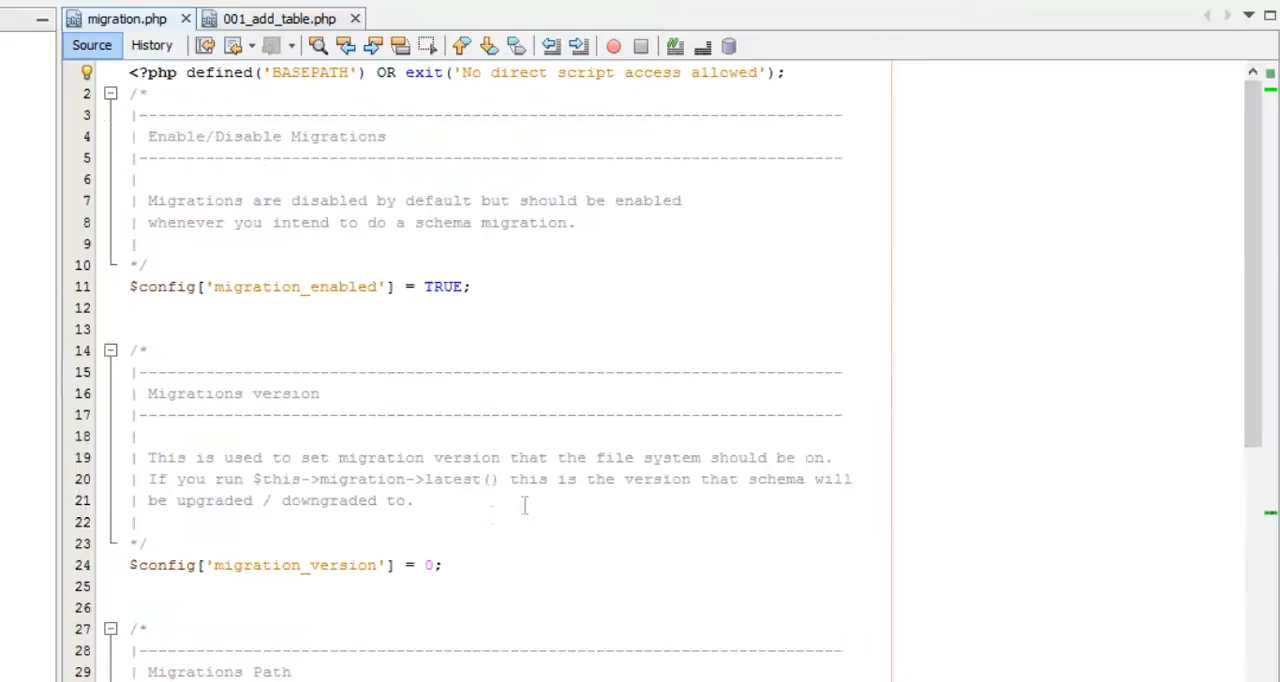 migration.php 001_add_table.php
Source History
<?php defined('BASEPATH') OR exit('No direct script access allowed');
2 /*
3 |--------------------------------------------------------------------------
4 | Enable/Disable Migrations
5 |--------------------------------------------------------------------------
6 |
7 | Migrations are disabled by default but should be enabled
8 | whenever you intend to do a schema migration.
9 |
10 */
11 $config['migration_enabled'] = TRUE;
12
13
14 /*
15 |--------------------------------------------------------------------------
16 | Migrations version
17 |--------------------------------------------------------------------------
18 |
19 | This is used to set migration version that the file system should be on.
20 | If you run $this->migration->latest() this is the version that schema will
21 | be upgraded / downgraded to.
22 |
23 */
24 $config['migration_version'] = 0;
25
26
27 /*
28 |--------------------------------------------------------------------------
29 | Migrations Path